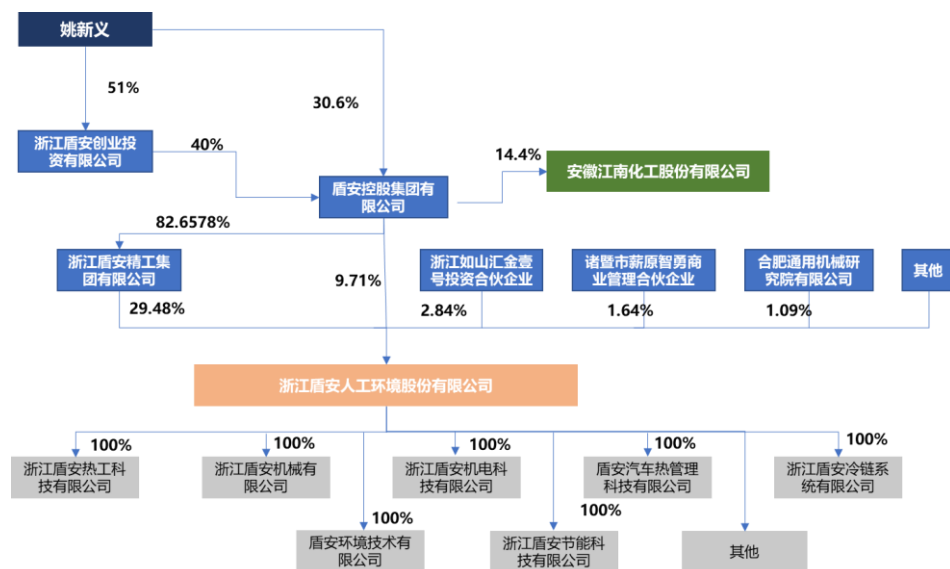 姚新义
51%
30.6%
浙江盾安创业投
资有限公司
40%
14.4%
安徽江南化工股份有限公司
盾安控股集团有
限公司
82.6578%
浙江盾安精工集
团有限公司
9.71%
浙江如山汇金壹
号投资合伙企业
诸暨市薪原智勇商
业管理合伙企业
合肥通用机械研
究院有限公司
其他
29.48%
2.84%
1.64%
1.09%
浙江盾安人工环境股份有限公司
100%
100%
100%
100%
100%
浙江盾安热工科
技有限公司
浙江盾安机械有
限公司
浙江盾安机电科
技有限公司
盾安汽车热管理
科技有限公司
浙江盾安冷链系
统有限公司
100%
100%
盾安环境技术有
限公司
浙江盾安节能科
技有限公司
其他